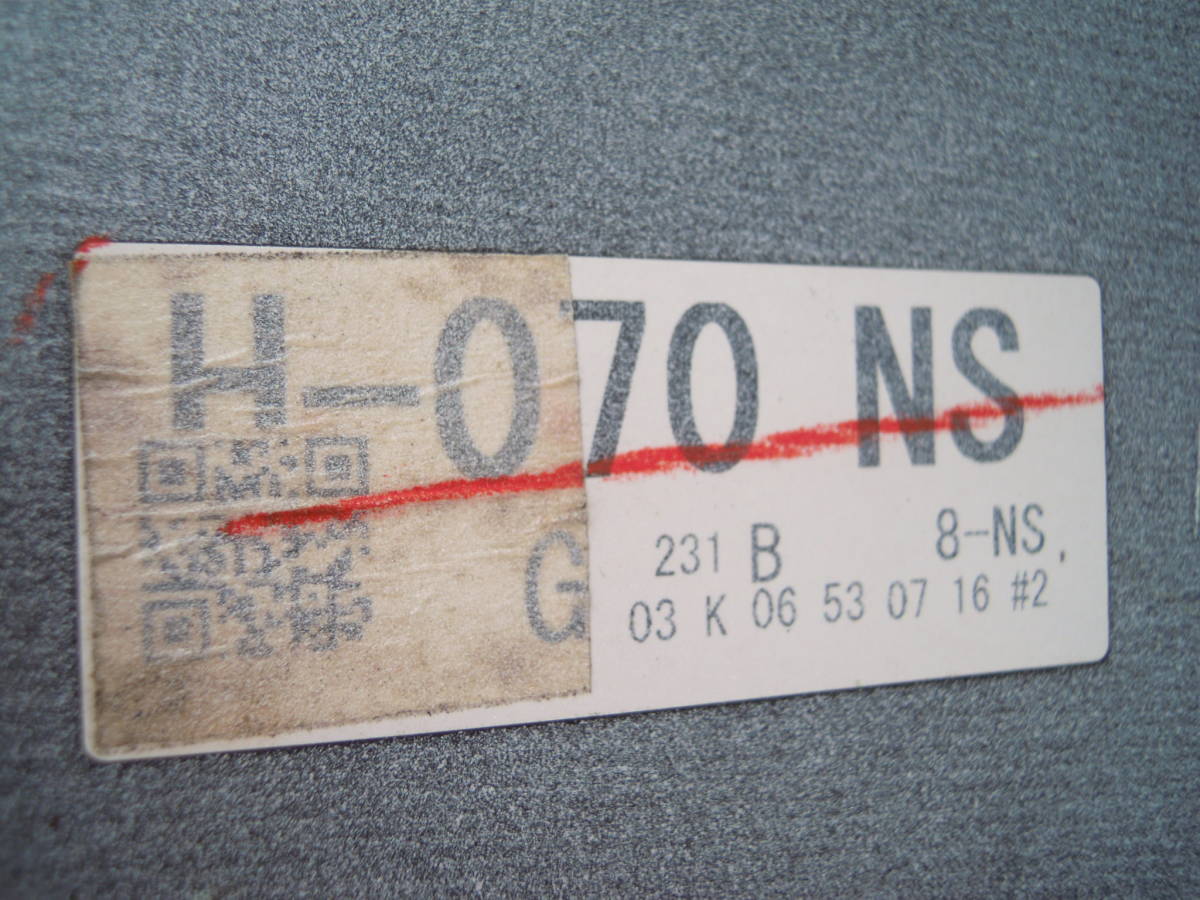 H-070 NS
G 231 B 8-NS.
03 K 06 53 07 16 #2